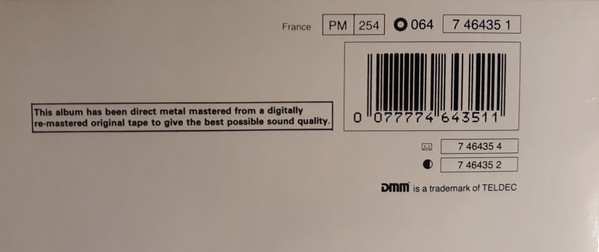 France PM 254 064 7 46435 1
This album has been direct metal mastered from a digitally
re-mastered original tape to give the best possible sound quality.
0 077774 643511
7 46435 4
7 46435 2
DMM is a trademark of TELDEC